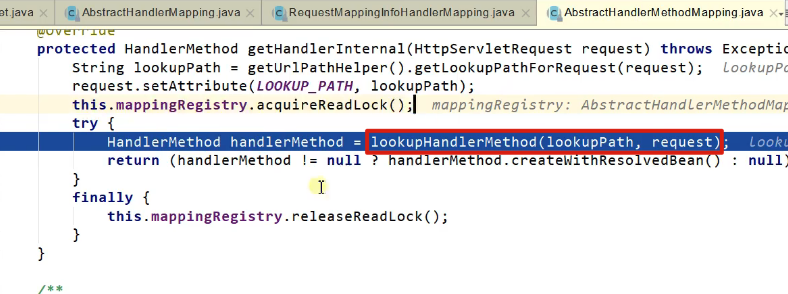 et.java AbstractHandlerMapping.java RequestMappingInfoHandlerMapping.java AbstractHandlerMethodMapping.java
@Override
protected HandlerMethod getHandlerInternal(HttpServletRequest request) throws Exceptio
String lookupPath = getUrlPathHelper().getLookupPathForRequest(request); lookupPa
request.setAttribute(LOOKUP_PATH, lookupPath);
this.mappingRegistry.acquireReadLock(); mappingRegistry: AbstractHandlerMethodMap
try {
HandlerMethod handlerMethod = lookupHandlerMethod(lookupPath, request); looku
return (handlerMethod != null ? handlerMethod.createWithResolvedBean() : null)
}
finally {
this.mappingRegistry.releaseReadLock();
}
}
/**